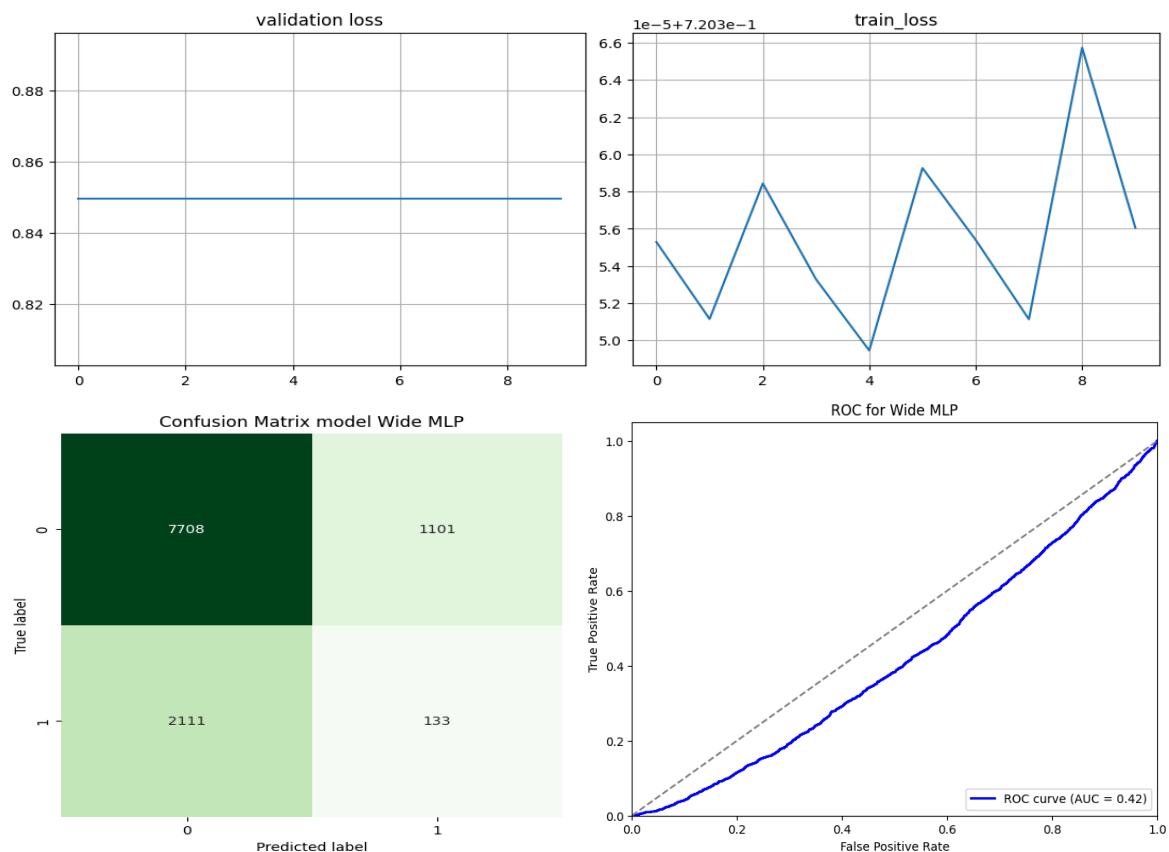 validation loss
0.88
0.86
0.84
0.82
0 2 4 6 8
train_loss
1e−5+7.203e−1
6.6
6.4
6.2
6.0
5.8
5.6
5.4
5.2
5.0
0 2 4 6 8
Confusion Matrix model Wide MLP
True label
0
7708 1101
1
2111 133
0 1
Predicted label
ROC for Wide MLP
True Positive Rate
1.0
0.8
0.6
0.4
0.2
0.0
ROC curve (AUC = 0.42)
0.0 0.2 0.4 0.6 0.8 1.0
False Positive Rate